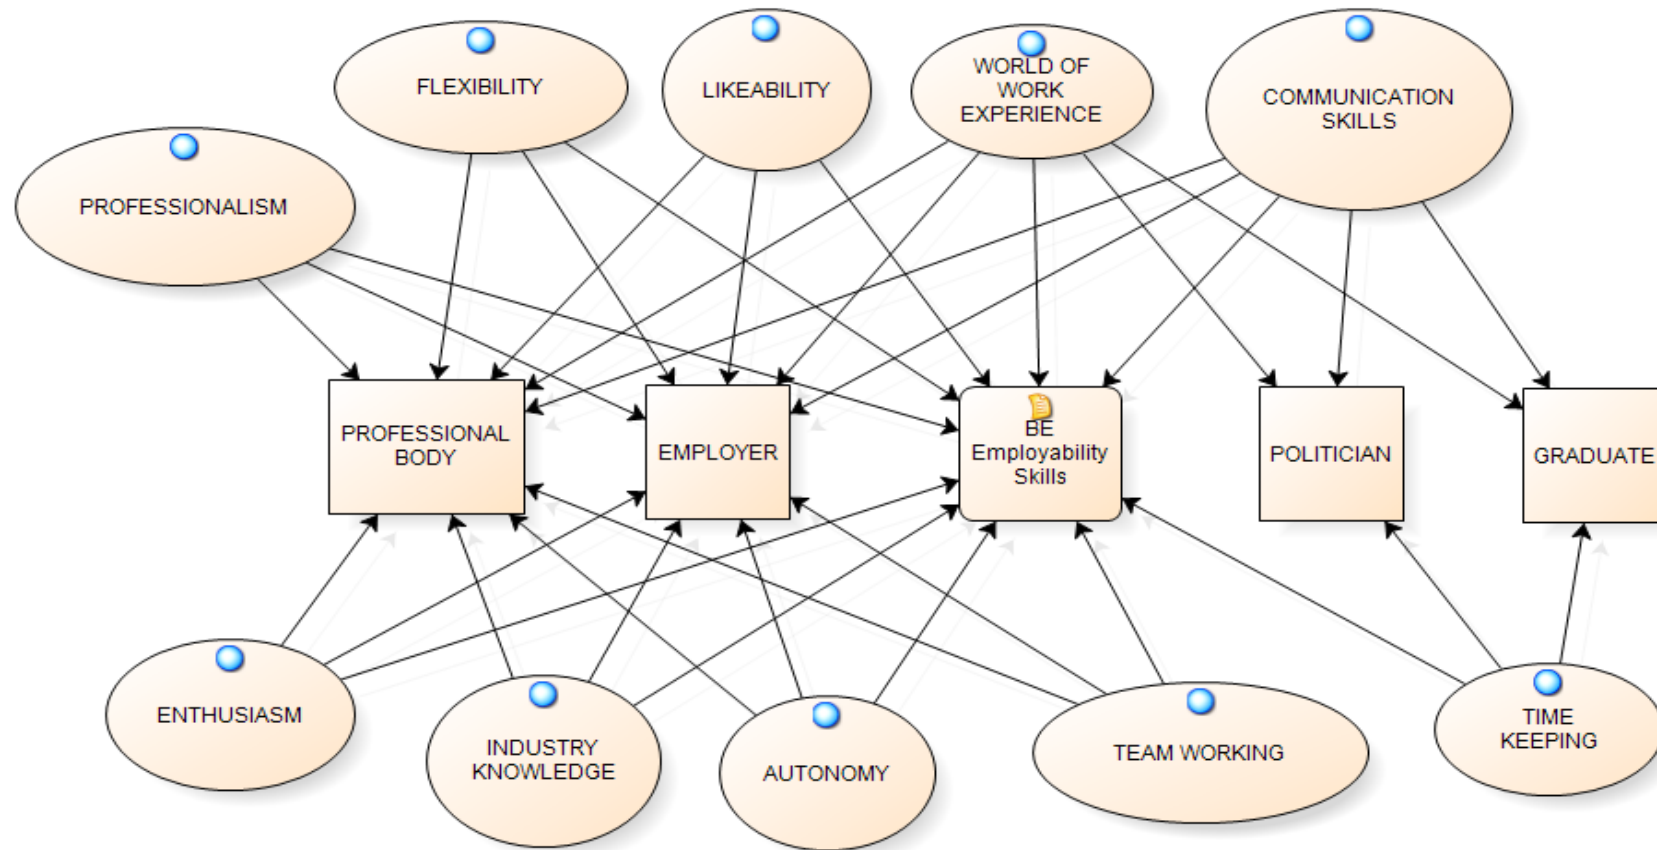 FLEXIBILITY
LIKEABILITY
WORLD OF
WORK
EXPERIENCE
COMMUNICATION
SKILLS
PROFESSIONALISM
PROFESSIONAL
BODY
EMPLOYER
BE
Employability
Skills
POLITICIAN
GRADUATE
ENTHUSIASM
INDUSTRY
KNOWLEDGE
AUTONOMY
TEAM WORKING
TIME
KEEPING